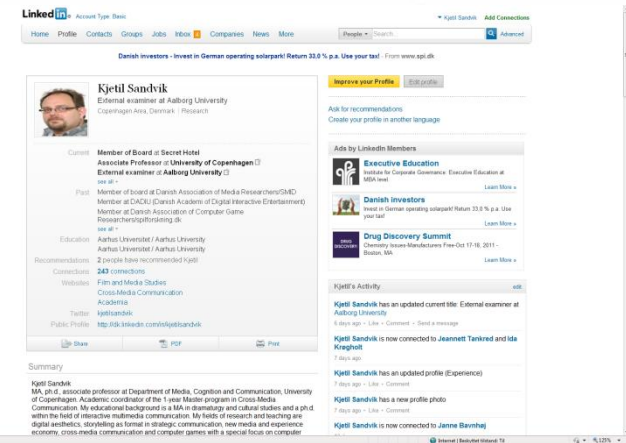 LinkedIn Account Type: Basic
Kjetil Sandvik Add Connections
Home Profile Contacts Groups Jobs Inbox Companies News More
People Search... Advanced
Danish investors - Invest in German operating solarpark! Return 33,0 % p.a. Use your tax! - From www.spi.dk
Kjetil Sandvik
External examiner at Aalborg University
Copenhagen Area, Denmark | Research
Current Member of Board at Secret Hotel
Associate Professor at University of Copenhagen
External examiner at Aalborg University
see all
Past Member of board at Danish Association of Media Researchers/SMID
Member at DADIU (Danish Academi of Digital Interactive Entertainment)
Member at Danish Association of Computer Game
Researchers/spilforskning.dk
see all
Education Aarhus Universitet / Aarhus University
Aarhus Universitet / Aarhus University
Recommendations 2 people have recommended Kjetil
Connections 243 connections
Websites Film and Media Studies
Cross-Media Communication
Academia
Twitter kjetilsandvik
Public Profile http://dk.linkedin.com/in/kjetilsandvik
Share PDF Print
Summary
Kjetil Sandvik
MA, ph.d., associate professor at Department of Media, Cognition and Communication, University
of Copenhagen. Academic coordinator of the 1-year Master-program in Cross-Media
Communication. My educational background is a MA in dramaturgy and cultural studies and a ph.d.
within the field of interactive multimedia communication. My fields of research and teaching are
digital aesthetics, storytelling as format in strategic communication, new media and experience
economy, cross-media communication and computer games with a special focus on computer
Improve your Profile Edit profile
Ask for recommendations
Create your profile in another language
Ads by LinkedIn Members
Executive Education
Institute for Corporate Governance. Executive Education at
MBA level.
Learn More »
Danish investors
Invest in German operating solarpark! Return 33,0 % p.a. Use
your tax!
Learn More »
Drug Discovery Summit
Chemistry Issues-Manufacturers Free-Oct 17-18, 2011 -
Boston, MA
Learn More »
Kjetil's Activity edit
Kjetil Sandvik has an updated current title: External examiner at
Aalborg University
6 days ago • Like • Comment • Send a message
Kjetil Sandvik is now connected to Jeannett Tankred and Ida
Krøgholt
7 days ago
Kjetil Sandvik has an updated profile (Experience)
7 days ago • Like • Comment
Kjetil Sandvik has a new profile photo
7 days ago • Like • Comment
Kjetil Sandvik is now connected to Janne Bavnhøj
Internet | Beskyttet tilstand: Til 125%